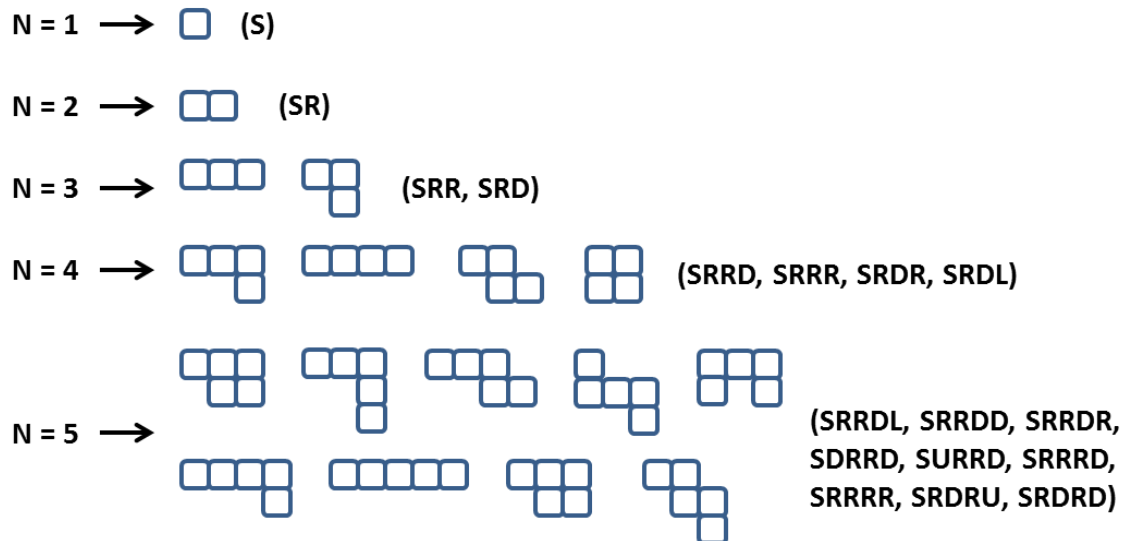 N = 1 (S)
N = 2 (SR)
N = 3 (SRR, SRD)
N = 4 (SRRD, SRRR, SRDR, SRDL)
N = 5
(SRRDL, SRRDD, SRRDR,
SDRRD, SURRD, SRRRD,
SRRRR, SRDRU, SRDRD)